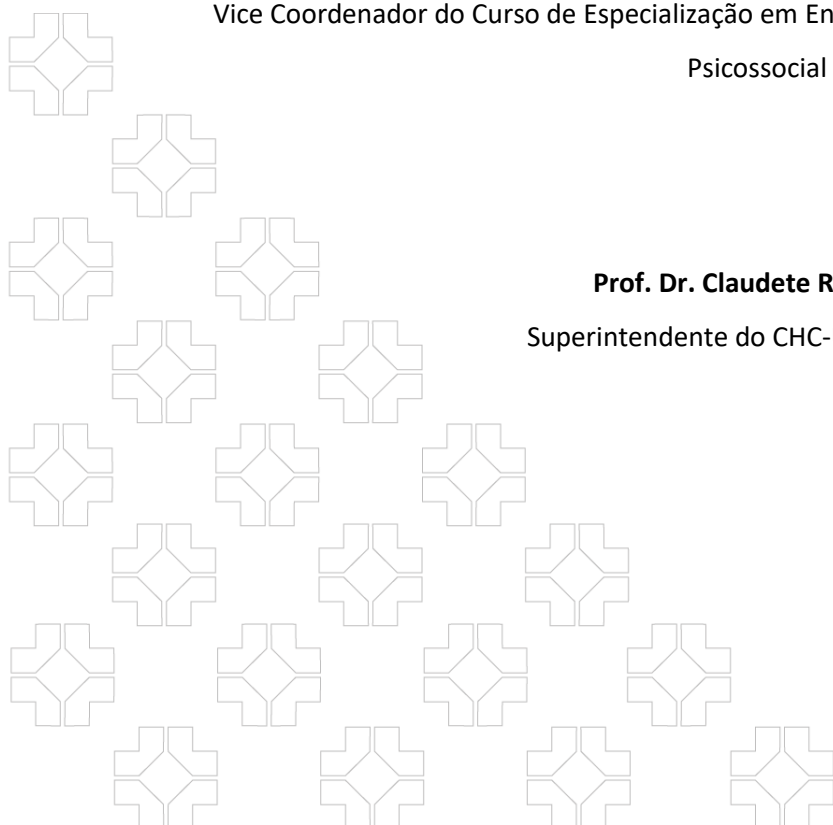 Vice Coordenador do Curso de Especialização em En
Psicossocial
Prof. Dr. Claudete R
Superintendente do CHC-